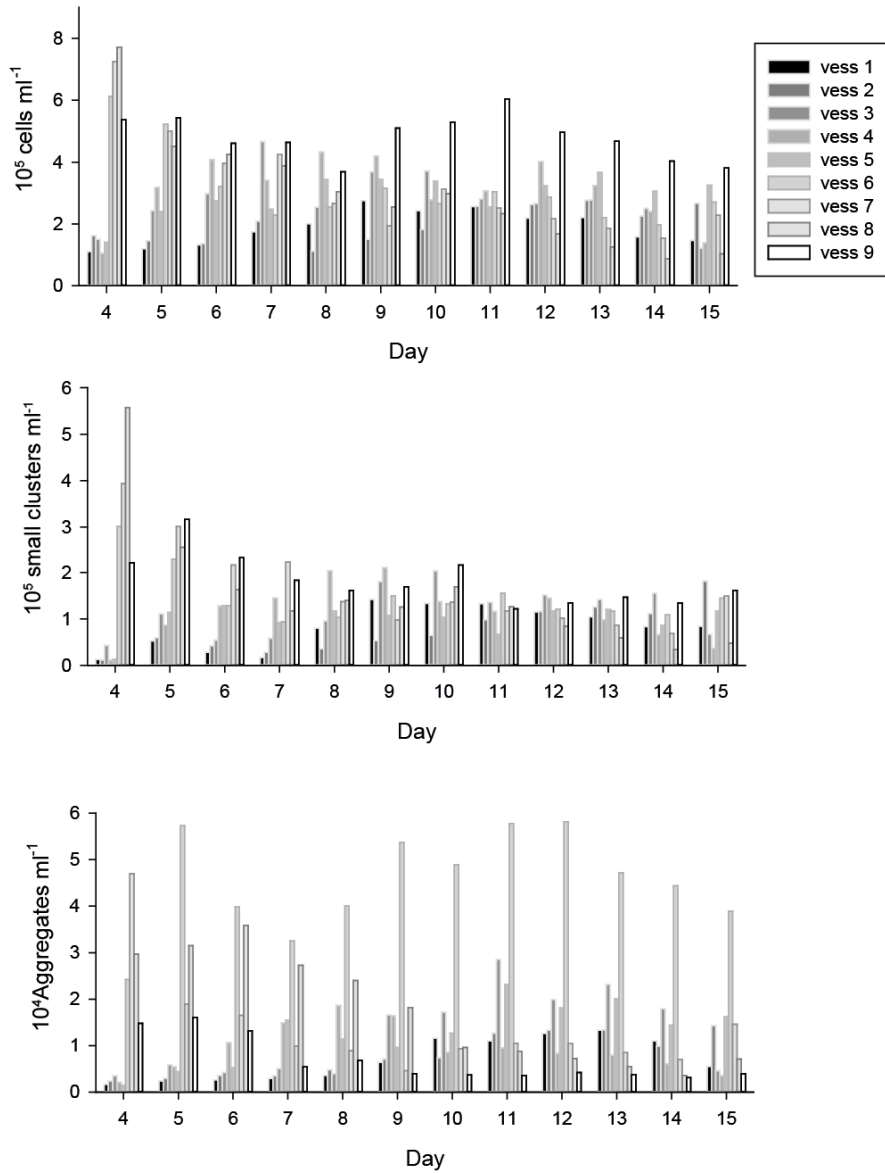 10⁵ cells ml⁻¹
8
6
4
2
0
4 5 6 7 8 9 10 11 12 13 14 15
Day
vess 1
vess 2
vess 3
vess 4
vess 5
vess 6
vess 7
vess 8
vess 9
10⁵ small clusters ml⁻¹
6
5
4
3
2
1
0
4 5 6 7 8 9 10 11 12 13 14 15
Day
10⁴Aggregates ml⁻¹
6
5
4
3
2
1
0
4 5 6 7 8 9 10 11 12 13 14 15
Day